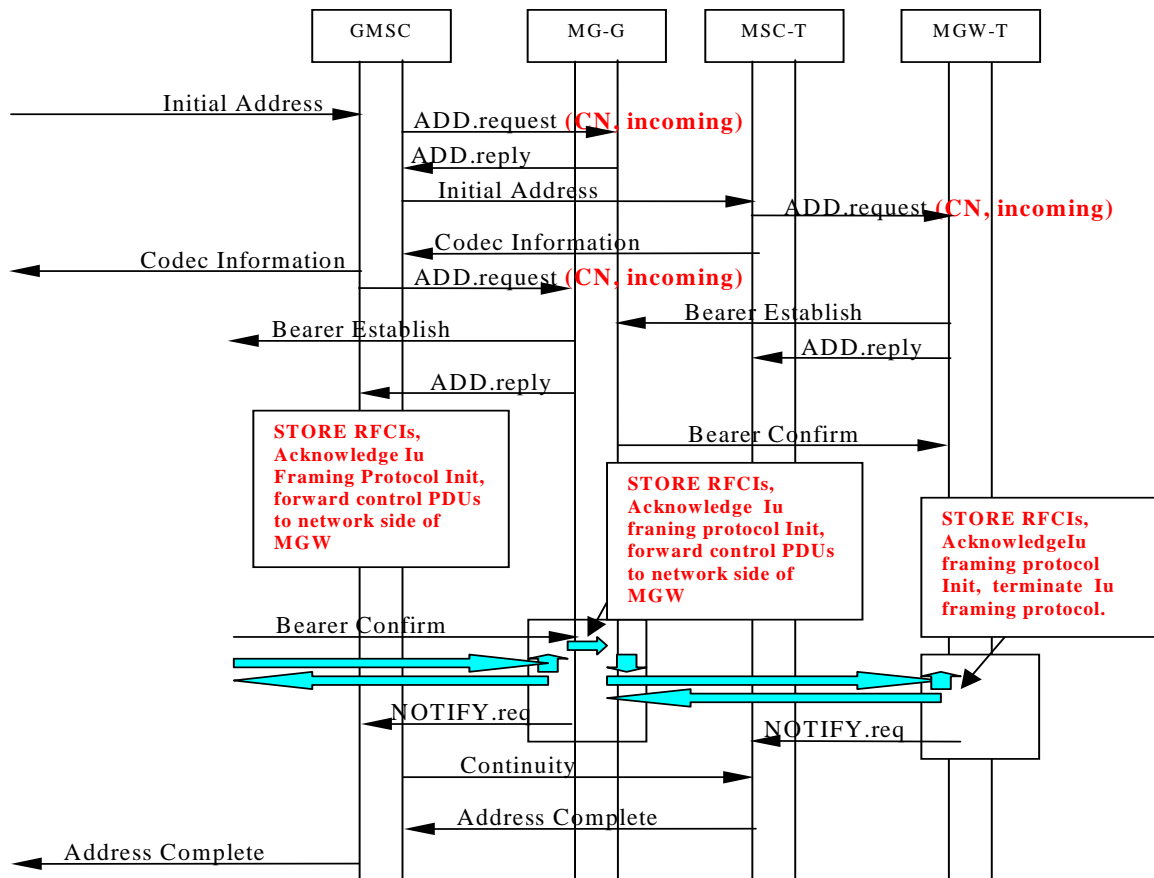 GMSC
MG-G
MSC-T
MGW-T
Initial Address
ADD.request (CN, incoming)
ADD.reply
Initial Address
ADD.request (CN, incoming)
Codec Information
Codec Information
ADD.request (CN, incoming)
Bearer Establish
Bearer Establish
ADD.reply
ADD.reply
STORE RFCIs,
Acknowledge Iu
Framing Protocol Init,
forward control PDUs
to network side of
MGW
Bearer Confirm
STORE RFCIs,
Acknowledge Iu
franing protocol Init,
forward control PDUs
to network side of
MGW
STORE RFCIs,
AcknowledgeIu
framing protocol
Init, terminate Iu
framing protocol.
Bearer Confirm
NOTIFY.req
NOTIFY.req
Continuity
Address Complete
Address Complete